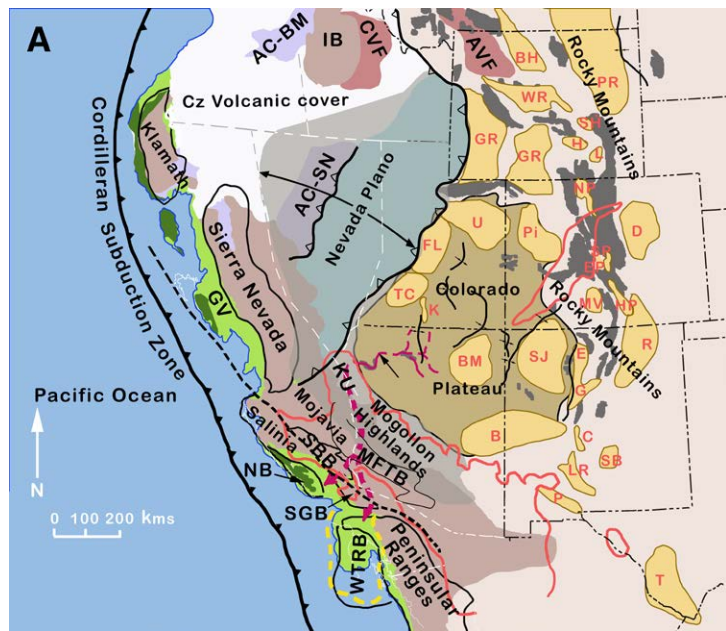 A
AC-BM
IB
CVF
AVF
BH
Rocky Mountains
PR
WR
Cz Volcanic cover
SH
H
L
GR
GR
Klamath
AC-SN
Nevada Plano
NP
Cordilleran Subduction Zone
FL
U
Pi
D
Sierra Nevada
TC
Colorado
K
MV
HP
Rocky Mountains
GV
BM
SJ
E
R
Plateau
Pacific Ocean
KU
Mojavia
Mogollon
Highlands
G
Salinia
SBB
MFTB
B
C
SB
NB
LR
N
P
SGB
0 100 200 kms
WTRB
Peninsular
Ranges
T